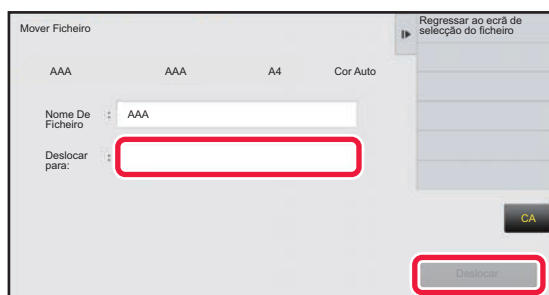 Mover Ficheiro
Regressar ao ecrã de
selecção do ficheiro
AAA AAA A4 Cor Auto
Nome De
Ficheiro : AAA
Deslocar
para: :
CA
Deslocar